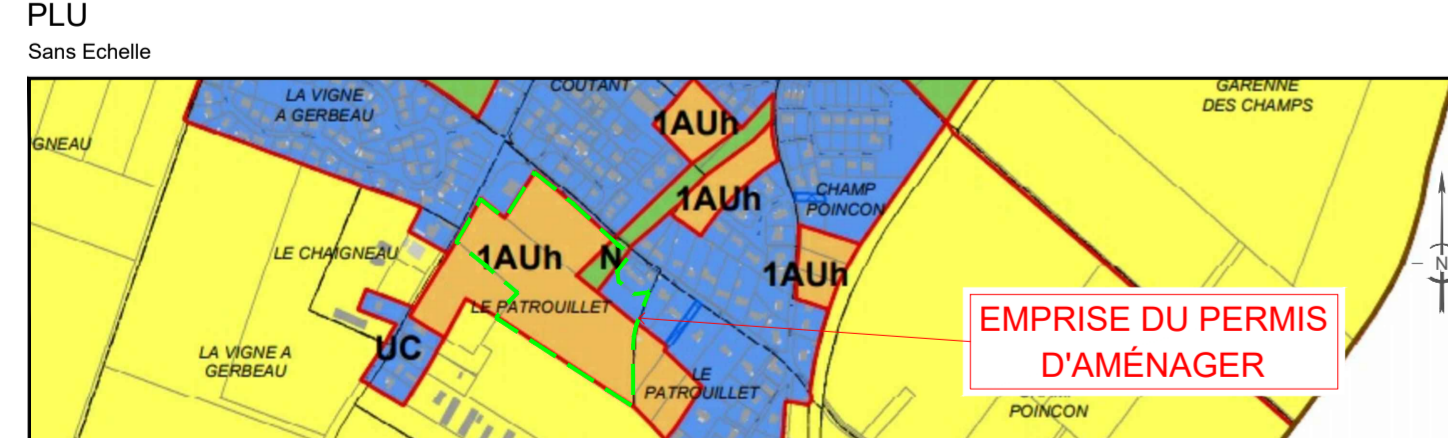 PLU
Sans Echelle
COUTANT
GARENNE
DES CHAMPS
LA VIGNE
A GERBEAU
1AUh
GNEAU
1AUh
CHAMP
POINCON
LE CHAIGNEAU
1AUh
N
1AUh
N
LE PATROUILLET
EMPRISE DU PERMIS
D'AMÉNAGER
UC
LA VIGNE A
GERBEAU
LE
PATROUILLET
POINCON